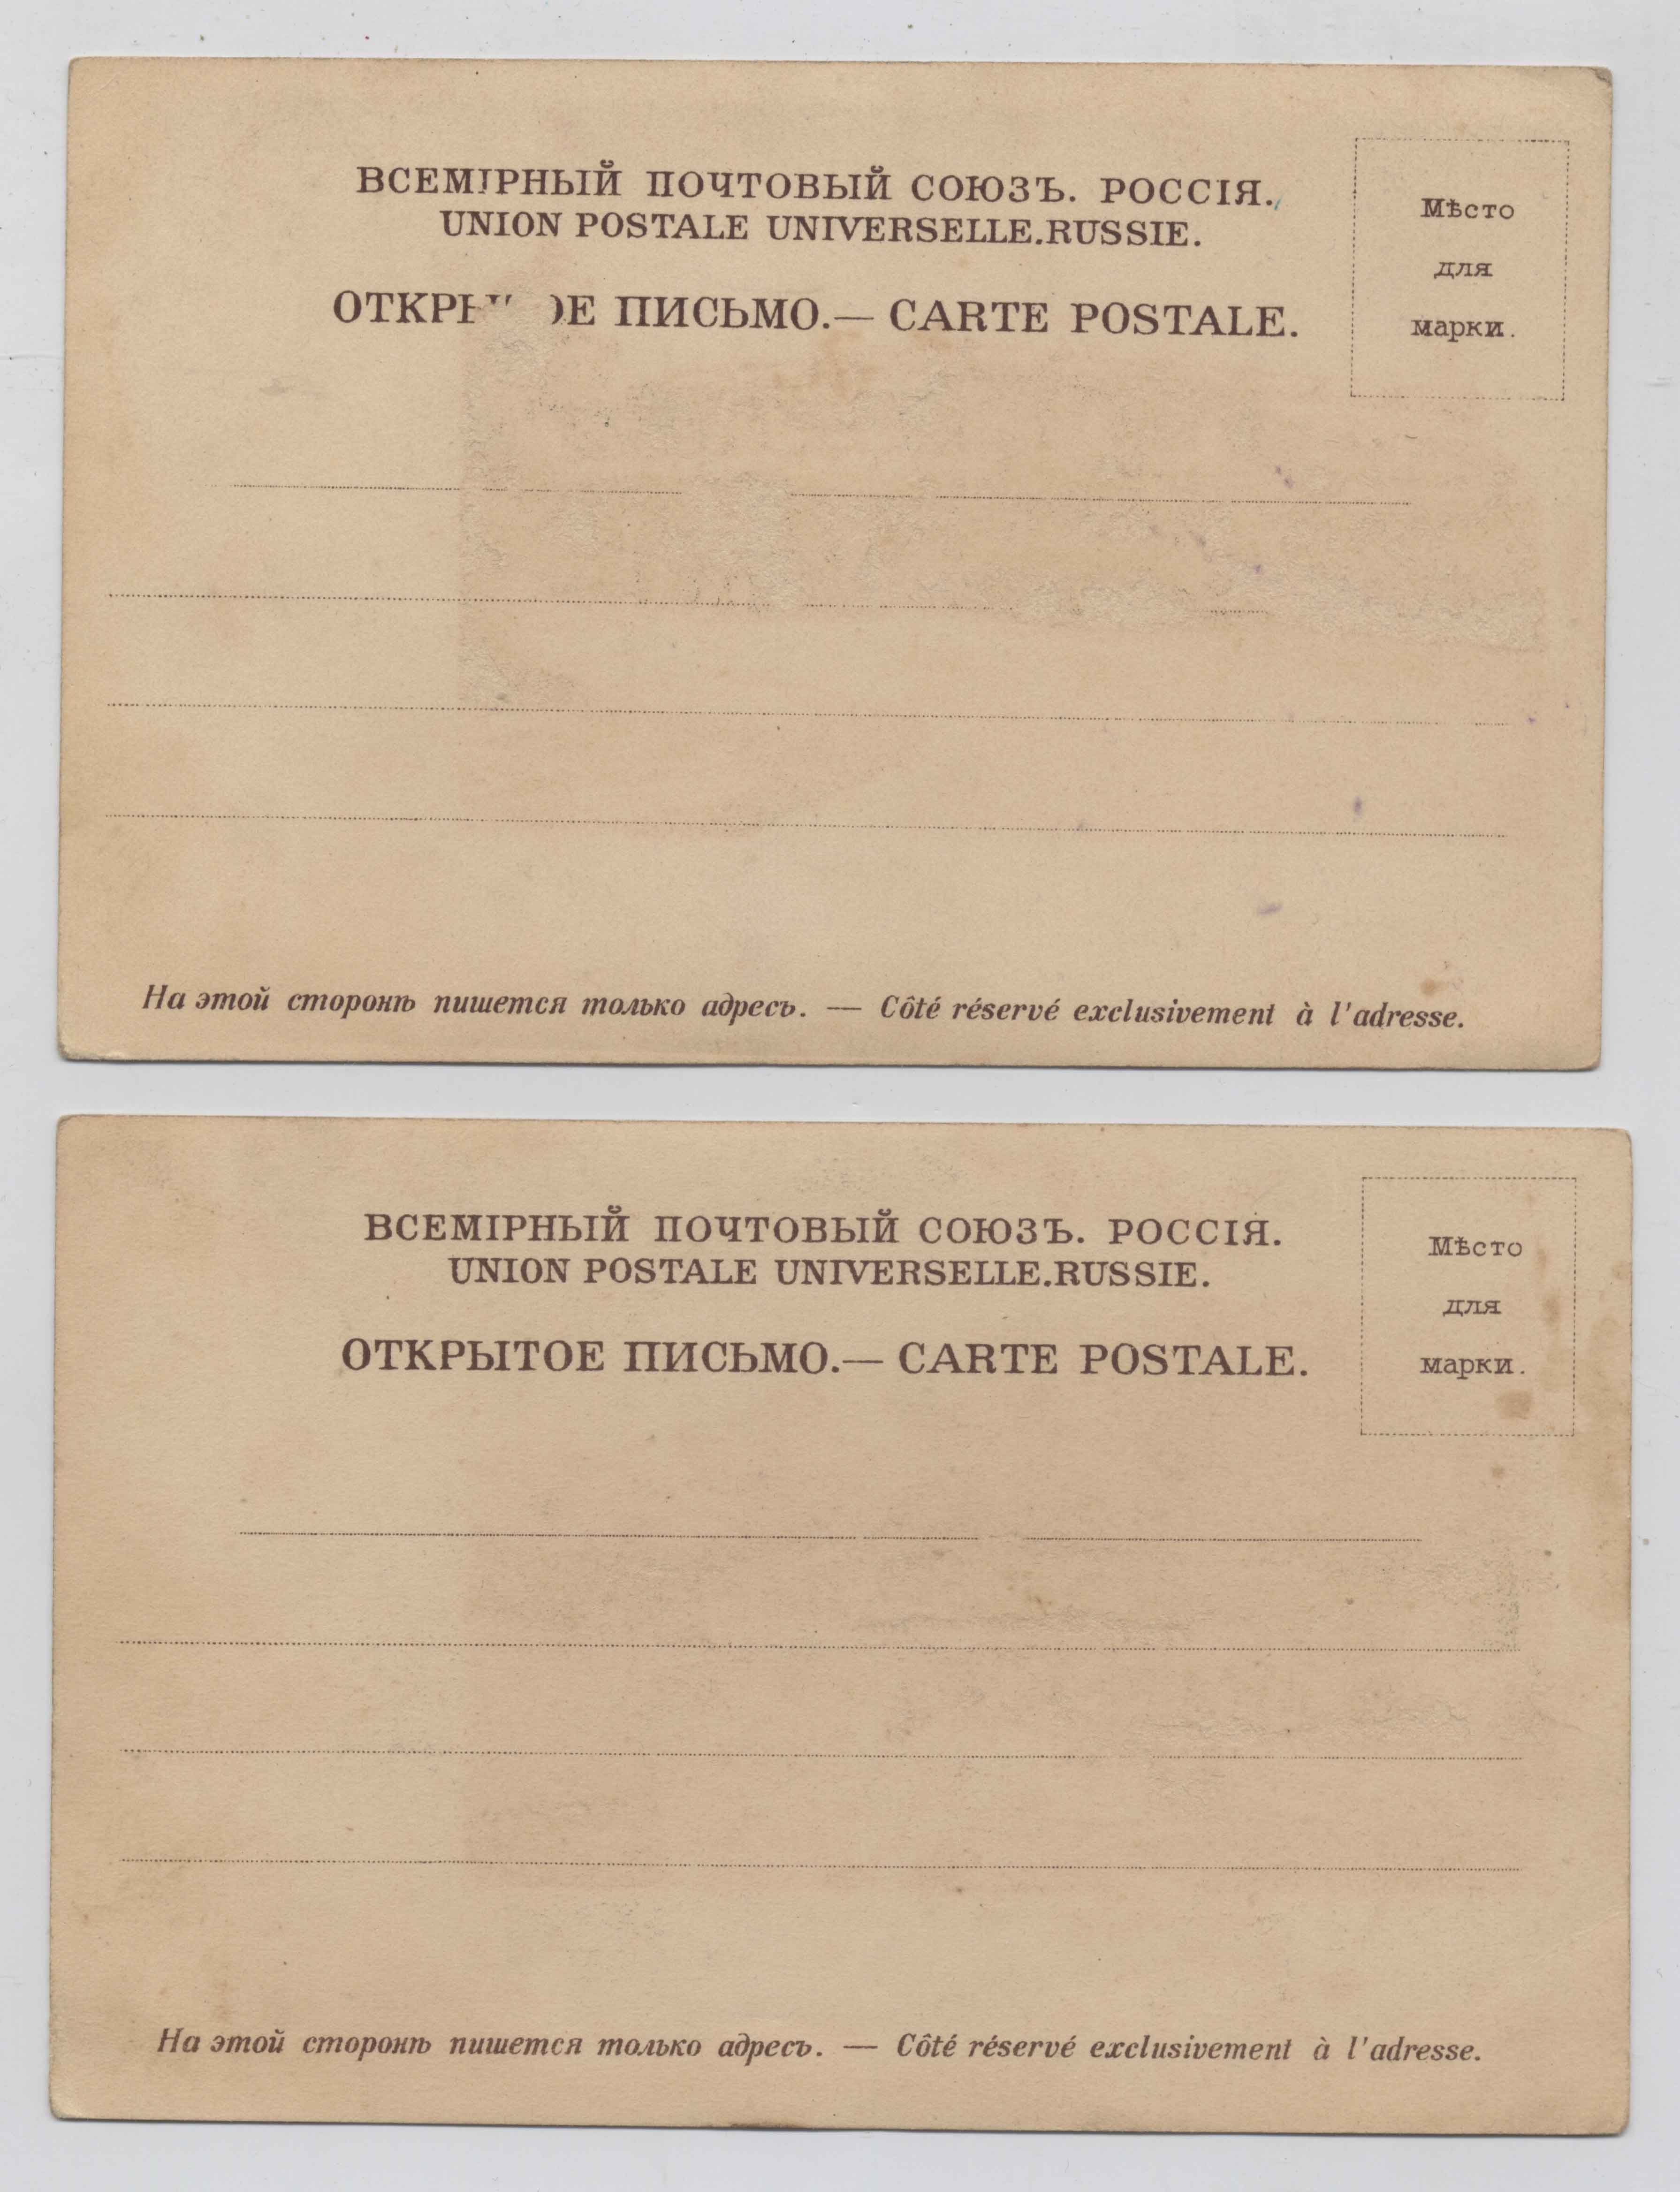 ВСЕМІРНЫЙ ПОЧТОВЫЙ СОЮЗЪ. РОССІЯ.
UNION POSTALE UNIVERSELLE.RUSSIE.
ПИСЬМО.— CARTE POSTALE.
Мѣсто
для
марки.
На этой сторонѣ пишется только адресъ. — Côté réservé exclusivement à l'adresse.
ВСЕМІРНЫЙ ПОЧТОВЫЙ СОЮЗЪ. РОССІЯ.
UNION POSTALE UNIVERSELLE.RUSSIE.
ОТКРЫТОЕ ПИСЬМО.— CARTE POSTALE.
Мѣсто
для
марки.
На этой сторонѣ пишется только адресъ. — Côté réservé exclusivement à l'adresse.